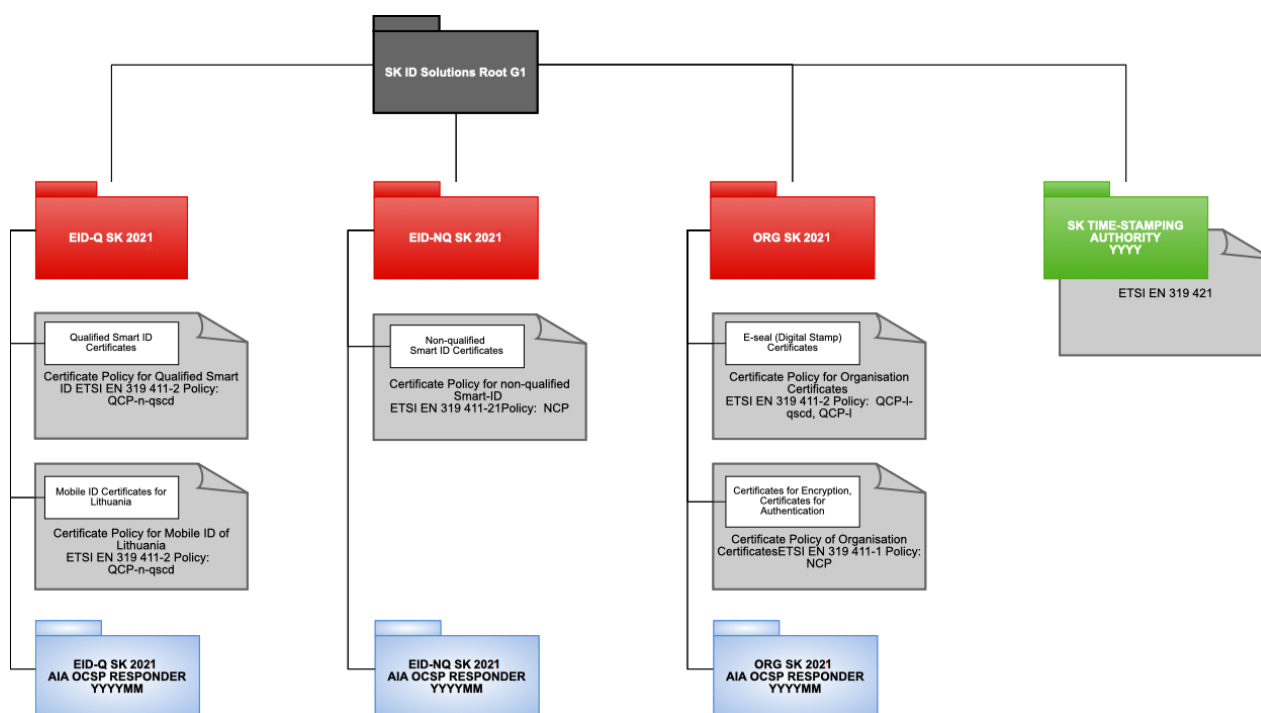 SK ID Solutions Root G1
EID-Q SK 2021
EID-NQ SK 2021
ORG SK 2021
SK TIME-STAMPING
AUTHORITY
YYYY
ETSI EN 319 421
Qualified Smart ID
Certificates
Certificate Policy for Qualified Smart
ID ETSI EN 319 411-2 Policy:
QCP-n-qscd
Non-qualified
Smart ID Certificates
Certificate Policy for non-qualified
Smart-ID
ETSI EN 319 411-21Policy: NCP
E-seal (Digital Stamp)
Certificates
Certificate Policy for Organisation
Certificates
ETSI EN 319 411-2 Policy: QCP-l-
qscd, QCP-l
Mobile ID Certificates for
Lithuania
Certificate Policy for Mobile ID of
Lithuania
ETSI EN 319 411-2 Policy:
QCP-n-qscd
Certificates for Encryption,
Certificates for
Authentication
Certificate Policy of Organisation
CertificatesETSI EN 319 411-1 Policy:
NCP
EID-Q SK 2021
AIA OCSP RESPONDER
YYYYMM
EID-NQ SK 2021
AIA OCSP RESPONDER
YYYYMM
ORG SK 2021
AIA OCSP RESPONDER
YYYYMM